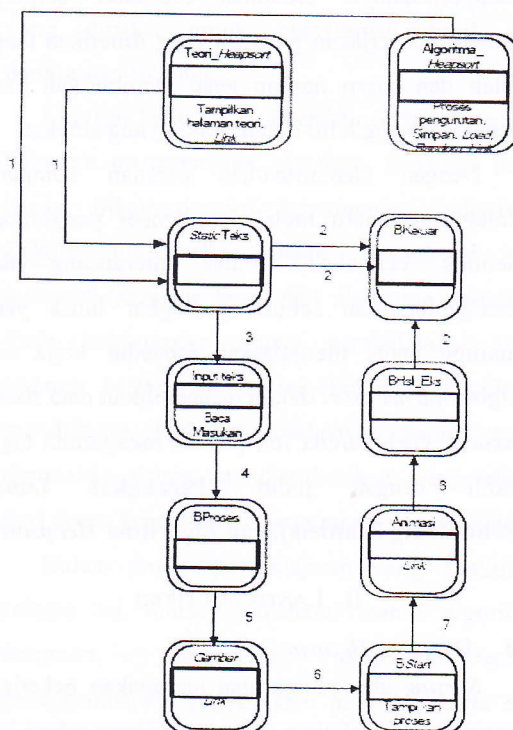 Teori_Heapsort
Tampilkan
halaman teori,
Link
Algoritma_
Heapsort
Proses
pengurutan,
Simpan, Load,
1
1
Static Teks
2
2
BKeluar
3
Input teks
Baca
Masukan
4
BProses
5
Gambar
Link
6
BStart
Tampilkan
proses
7
Animasi
Link
8
BHsl_Eks
2